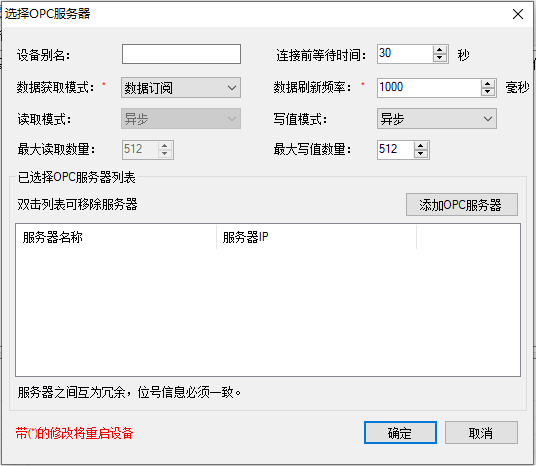 选择OPC服务器
设备别名： 连接前等待时间： 30 秒
数据获取模式：* 数据订阅 数据刷新频率：* 1000 毫秒
读取模式： 异步 写值模式： 异步
最大读取数量： 512 最大写值数量： 512
已选择OPC服务器列表
双击列表可移除服务器 添加OPC服务器
服务器名称 服务器IP
服务器之间互为冗余，位号信息必须一致。
带(*)的修改将重启设备 确定 取消